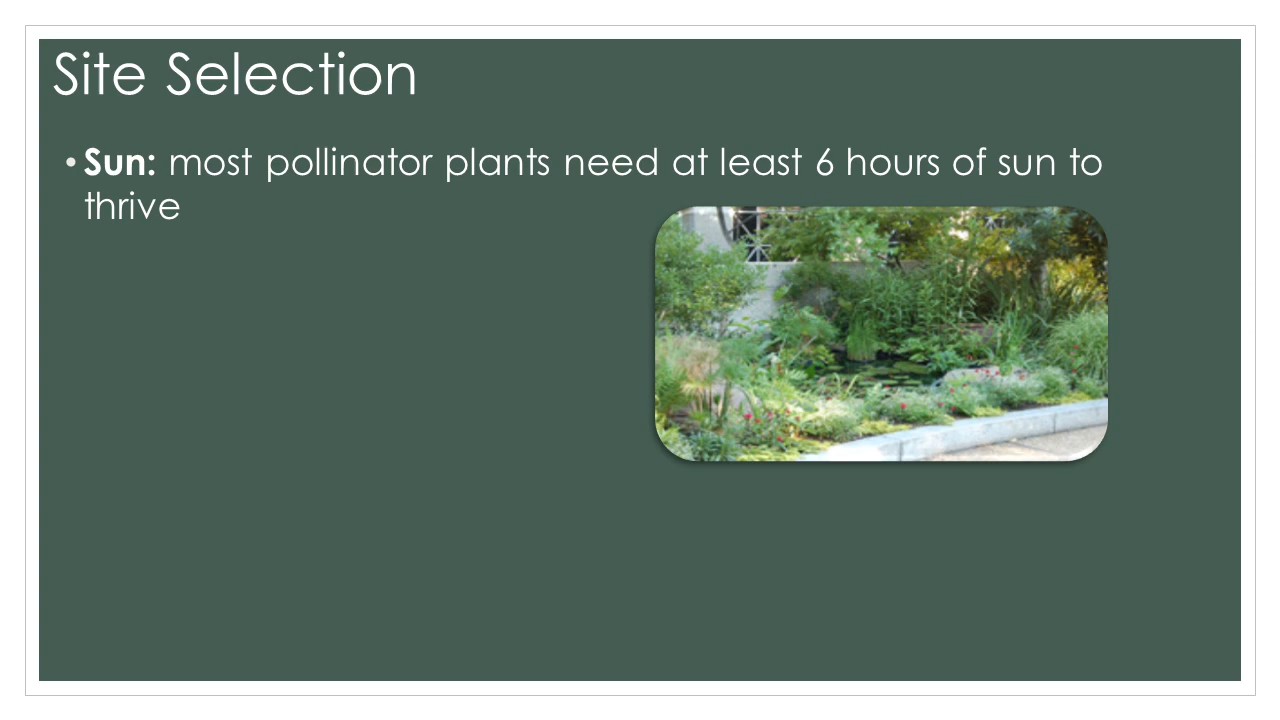 Site Selection
• Sun: most pollinator plants need at least 6 hours of sun to
thrive